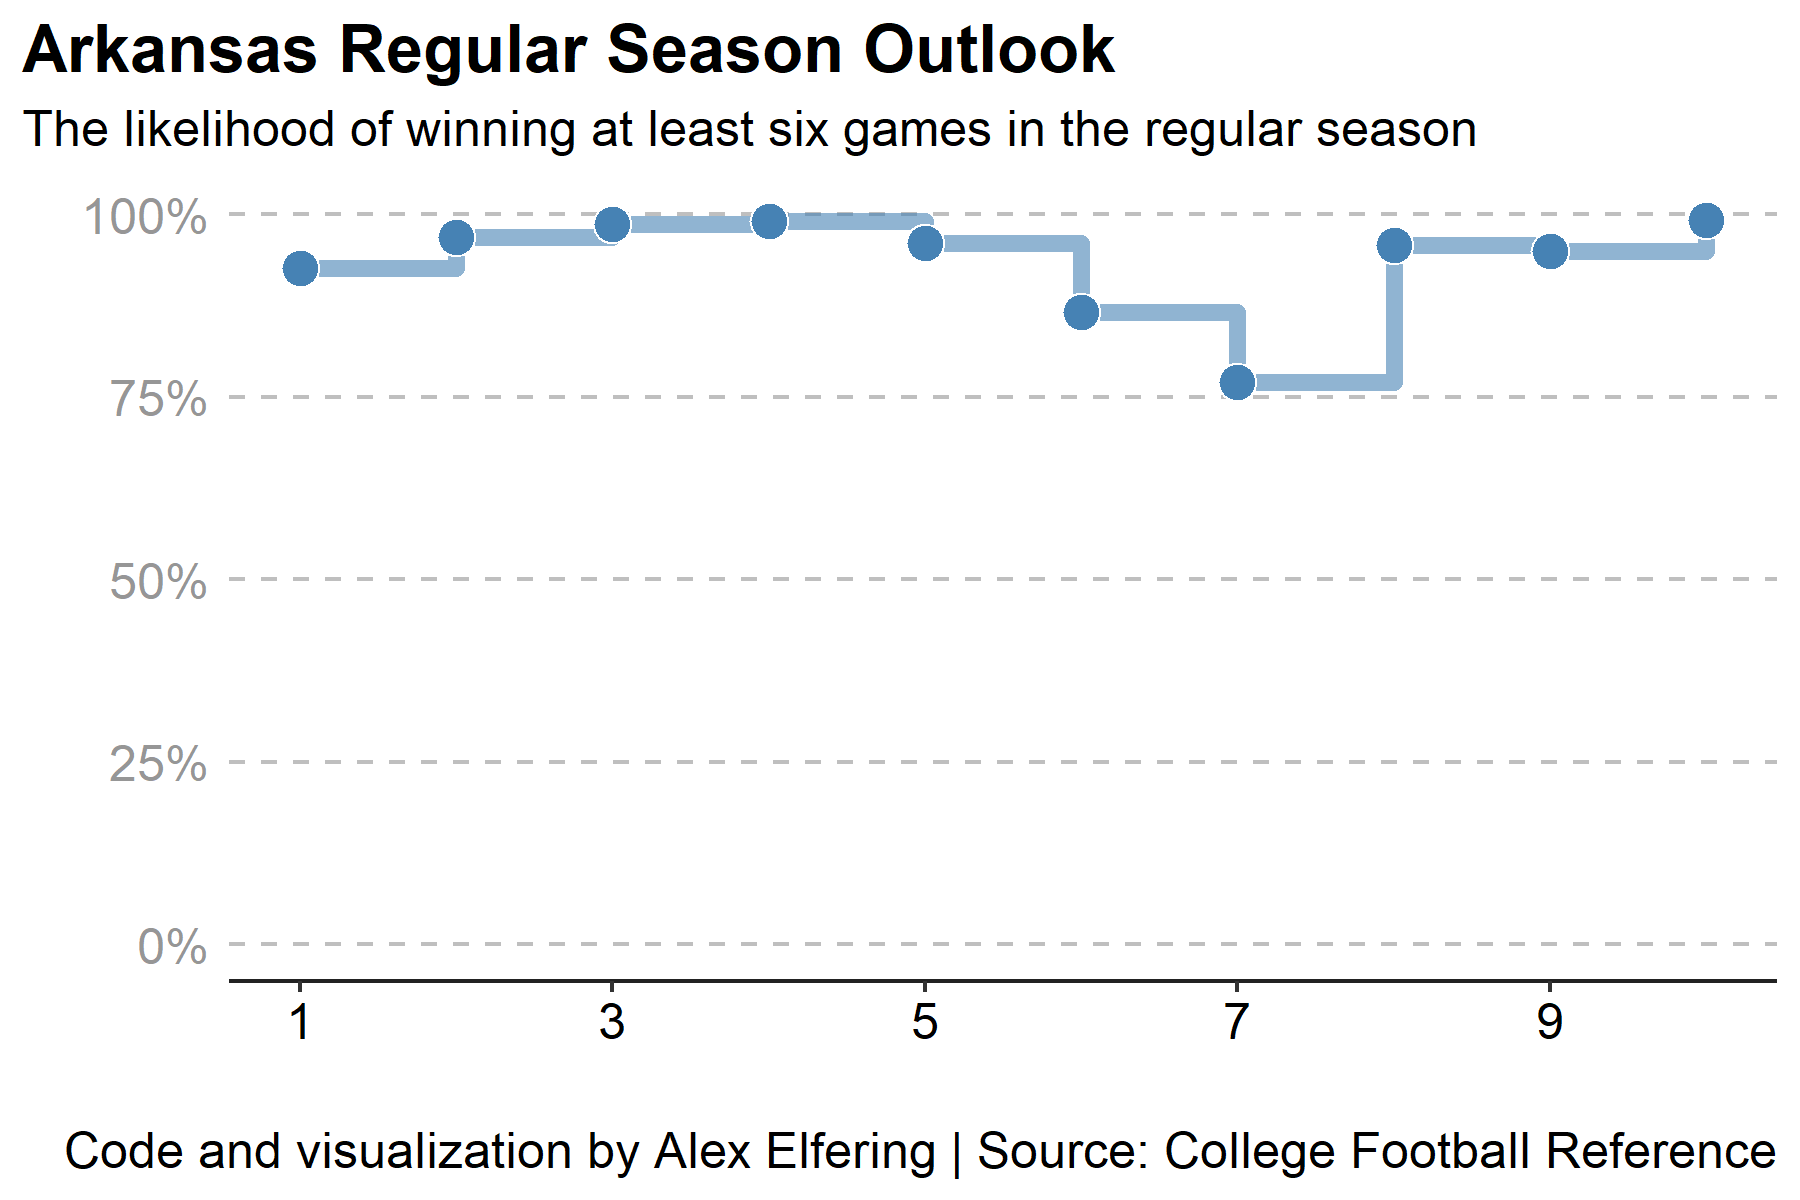 Arkansas Regular Season Outlook
The likelihood of winning at least six games in the regular season
100%
75%
50%
25%
0%
1 3 5 7 9
Code and visualization by Alex Elfering | Source: College Football Reference